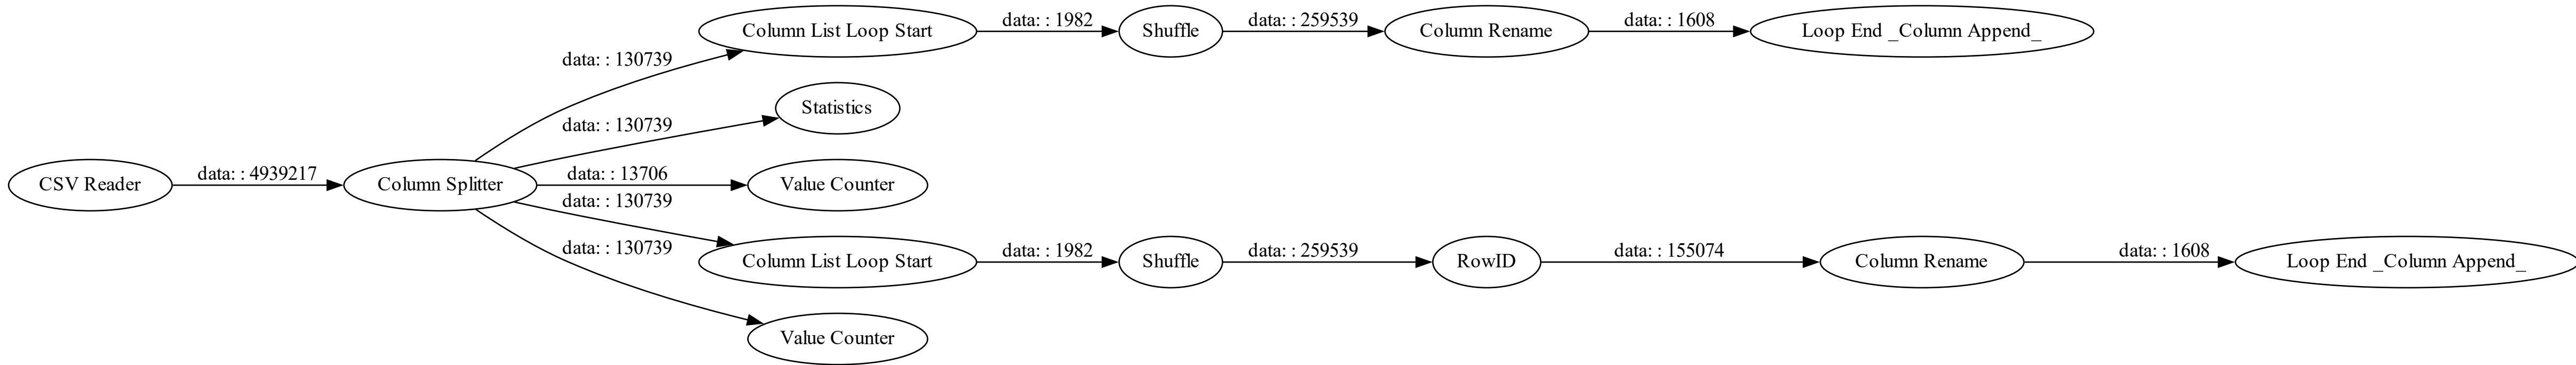 Column List Loop Start
data: : 1982
Shuffle
data: : 259539
Column Rename
data: : 1608
Loop End _Column Append_
data: : 130739
Statistics
data: : 130739
CSV Reader
data: : 4939217
Column Splitter
data: : 13706
Value Counter
data: : 130739
Column List Loop Start
data: : 1982
Shuffle
data: : 259539
RowID
data: : 155074
Column Rename
data: : 1608
Loop End _Column Append_
data: : 130739
Value Counter